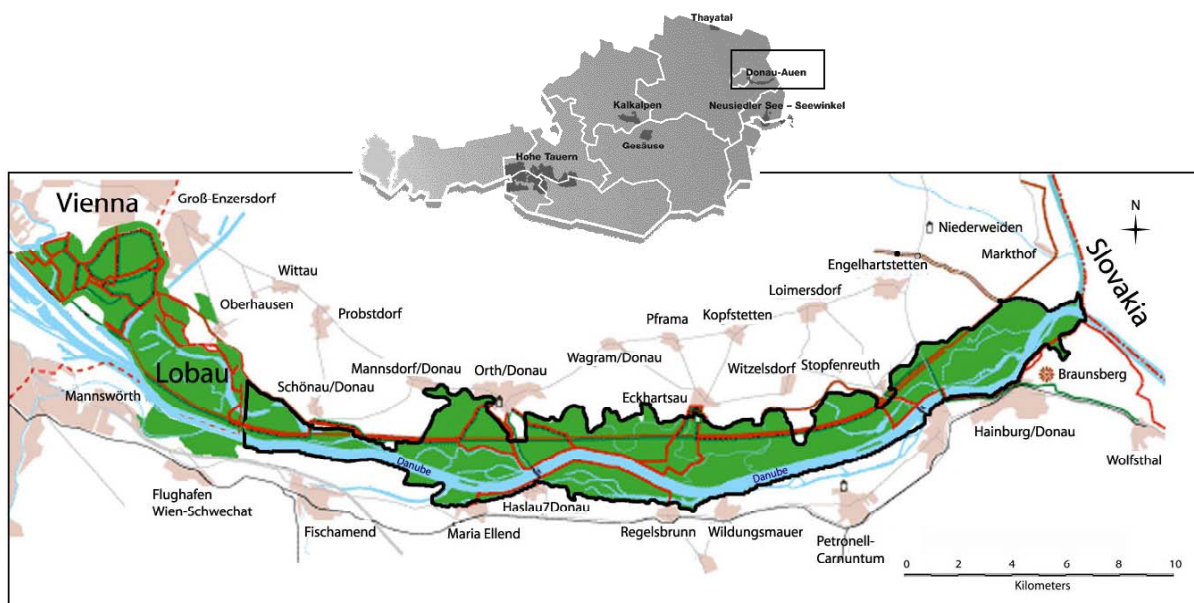 Thayatal
Donau-Auen
Kalkalpen
Neusiedler See – Seewinkel
Gesäuse
Hohe Tauern
Vienna
Groß-Enzersdorf
N
Niederweiden
Markthof
Slovakia
Engelhartstetten
Wittau
Loimersdorf
Oberhausen
Probstdorf
Kopfstetten
Pframa
Wagram/Donau
Mannsdorf/Donau
Orth/Donau
Witzelsdorf
Stopfenreuth
Lobau
Schönau/Donau
Eckhartsau
Braunsberg
Mannswörth
Hainburg/Donau
Wolfsthal
Danube
Danube
Flughafen
Wien-Schwechat
Haslau7Donau
Fischamend
Maria Ellend
Regelsbrunn
Wildungsmauer
Petronell-
Carnuntum
0 2 4 6 8 10
Kilometers